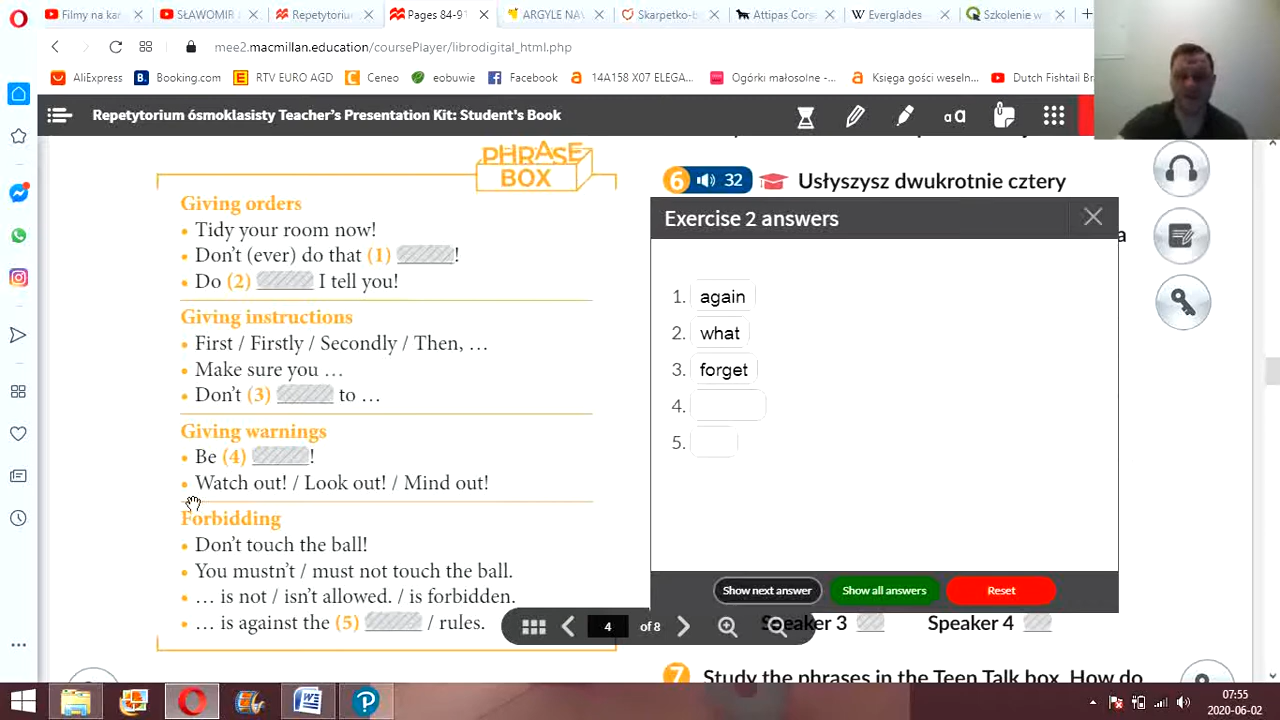 Filmy na ka
SŁAWOMIR
Repetytoriu
Pages 84-91
ARGYLE NA
Skarpetko-b
Attipas Cors
Everglades
Szkolenie w
mee2.macmillan.education/coursePlayer/librodigital_html.php
AliExpress
Booking.com
RTV EURO AGD
Ceneo
eobuwie
Facebook
14A158 X07 ELEGA...
Ogórki małosolne -...
Księga gości weseln...
Dutch Fishtail Br
Repetytorium ósmoklasisty Teacher's Presentation Kit: Student's Book
PHRASE
BOX
Giving orders
• Tidy your room now!
• Don't (ever) do that (1) !
• Do (2) I tell you!
Giving instructions
• First / Firstly / Secondly / Then, …
• Make sure you …
• Don't (3) to …
Giving warnings
• Be (4) !
• Watch out! / Look out! / Mind out!
Forbidding
• Don't touch the ball!
• You mustn't / must not touch the ball.
• … is not / isn't allowed. / is forbidden.
• … is against the (5) / rules.
6 32 Usłyszysz dwukrotnie cztery
Exercise 2 answers
1. again
2. what
3. forget
4.
5.
Show next answer
Show all answers
Reset
4 of 8
Speaker 3
Speaker 4
7 Study the phrases in the Teen Talk box. How do
07:55
2020-06-02